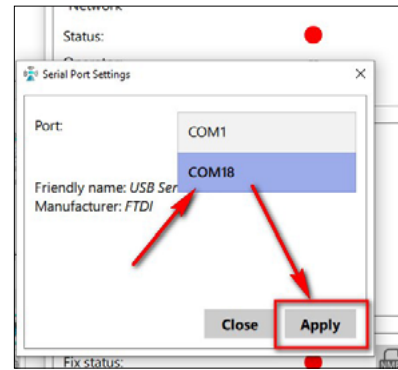 Network
Status:
Serial Port Settings
Port:
COM1
COM18
Friendly name: USB Ser
Manufacturer: FTDI
Close
Apply
Fix status: